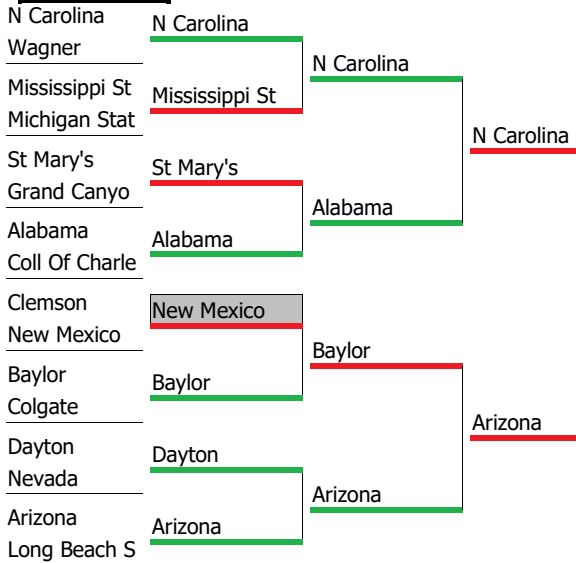 N Carolina
Wagner
Mississippi St
Michigan Stat
St Mary's
Grand Canyo
Alabama
Coll Of Charle
Clemson
New Mexico
Baylor
Colgate
Dayton
Nevada
Arizona
Long Beach S
N Carolina
Mississippi St
St Mary's
Alabama
New Mexico
Baylor
Dayton
Arizona
N Carolina
Alabama
Baylor
Arizona
N Carolina
Arizona